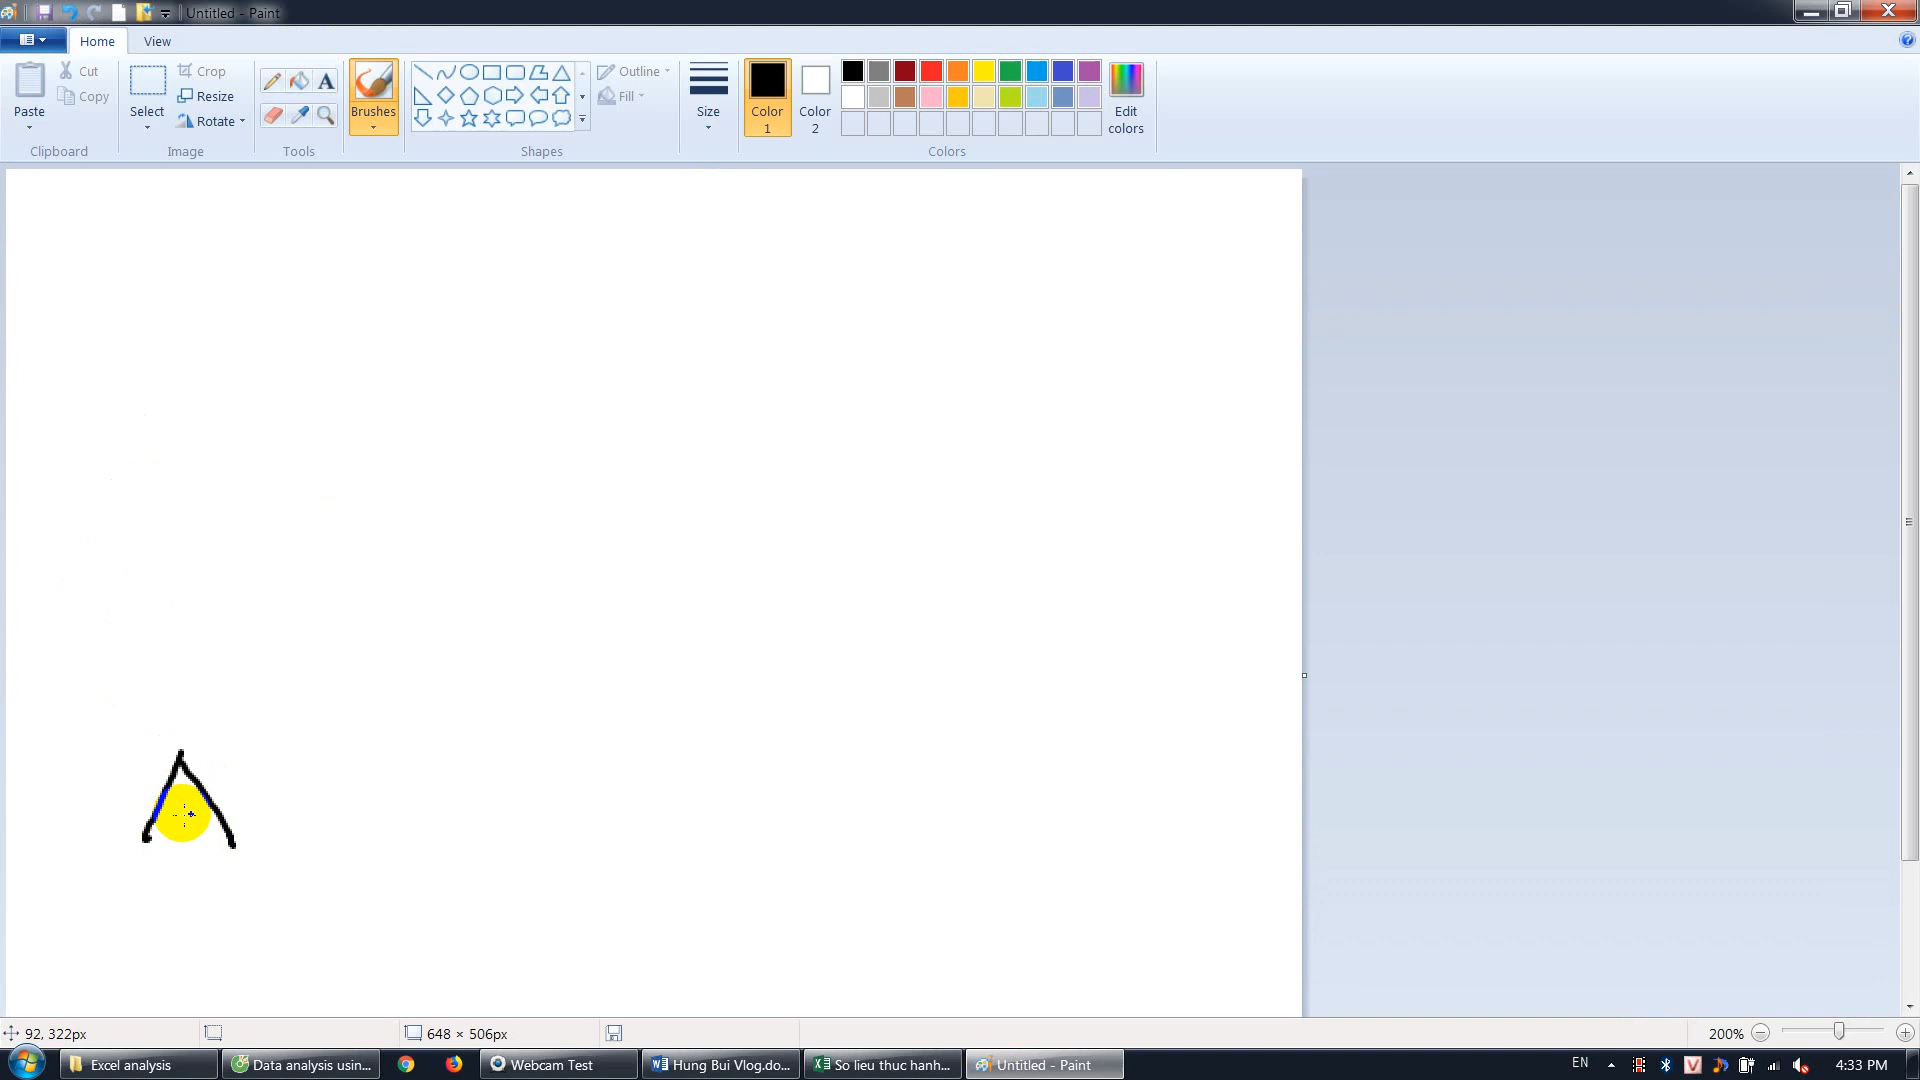 Untitled - Paint
Home View
Cut
Copy
Paste
Clipboard
Select
Crop
Resize
Rotate
Image
A
Tools
Brushes
Outline
Fill
Shapes
Size
Color
1
Color
2
Edit
colors
Colors
92, 322px
648 × 506px
200%
Excel analysis
Data analysis usin...
Webcam Test
Hung Bui Vlog.do...
So lieu thuc hanh...
Untitled - Paint
EN
4:33 PM